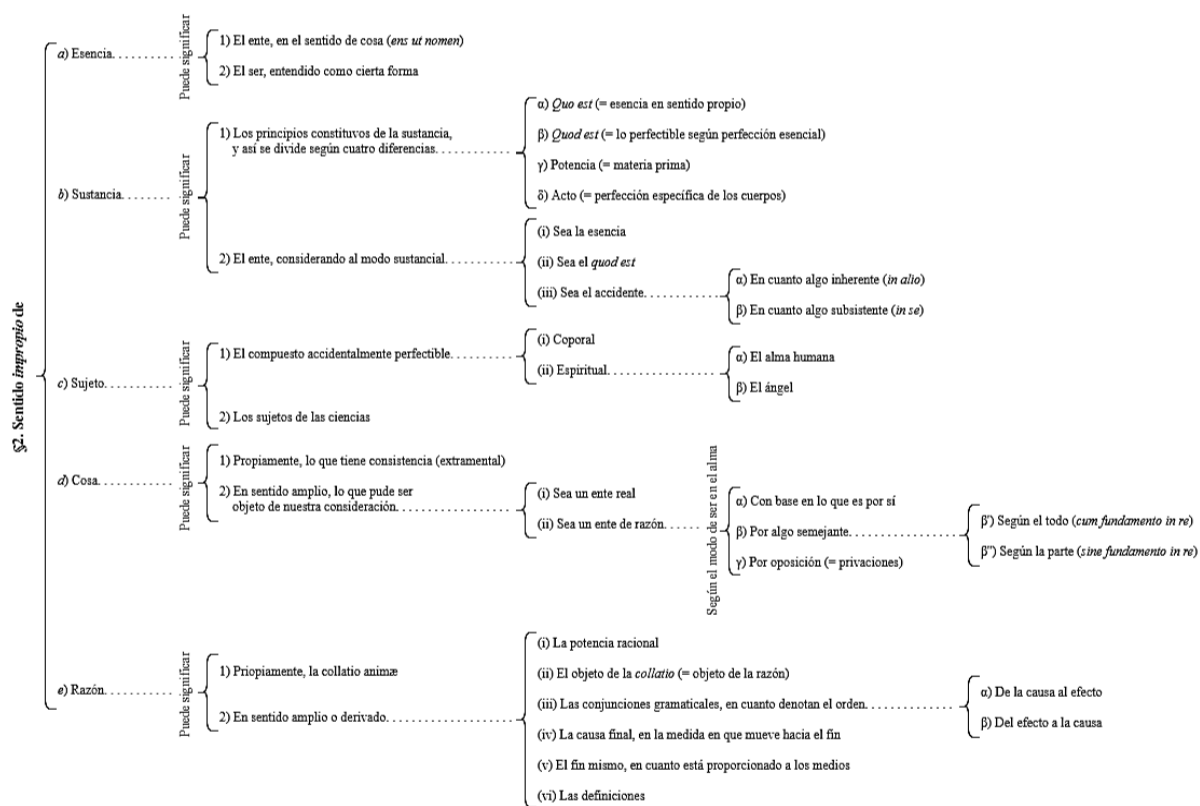 §2. Sentido impropio de
a) Esencia
Puede significar
1) El ente, en el sentido de cosa (ens ut nomen)
2) El ser, entendido como cierta forma
b) Sustancia
Puede significar
1) Los principios constituvos de la sustancia,
y así se divide según cuatro diferencias.
α) Quo est (= esencia en sentido propio)
β) Quod est (= lo perfectible según perfección esencial)
γ) Potencia (= materia prima)
δ) Acto (= perfección específica de los cuerpos)
2) El ente, considerando al modo sustancial.
(i) Sea la esencia
(ii) Sea el quod est
(iii) Sea el accidente.
α) En cuanto algo inherente (in alio)
β) En cuanto algo subsistente (in se)
c) Sujeto.
Puede significar
1) El compuesto accidentalmente perfectible.
(i) Coporal
(ii) Espiritual.
α) El alma humana
β) El ángel
2) Los sujetos de las ciencias
d) Cosa.
Puede significar
1) Propiamente, lo que tiene consistencia (extramental)
2) En sentido amplio, lo que pude ser
objeto de nuestra consideración.
(i) Sea un ente real
(ii) Sea un ente de razón.
Según el modo de ser en el alma
α) Con base en lo que es por sí
β) Por algo semejante.
β') Según el todo (cum fundamento in re)
β'') Según la parte (sine fundamento in re)
γ) Por oposición (= privaciones)
e) Razón.
Puede significar
1) Priopiamente, la collatio animæ
2) En sentido amplio o derivado.
(i) La potencia racional
(ii) El objeto de la collatio (= objeto de la razón)
(iii) Las conjunciones gramaticales, en cuanto denotan el orden.
α) De la causa al efecto
β) Del efecto a la causa
(iv) La causa final, en la medida en que mueve hacia el fin
(v) El fin mismo, en cuanto está proporcionado a los medios
(vi) Las definiciones